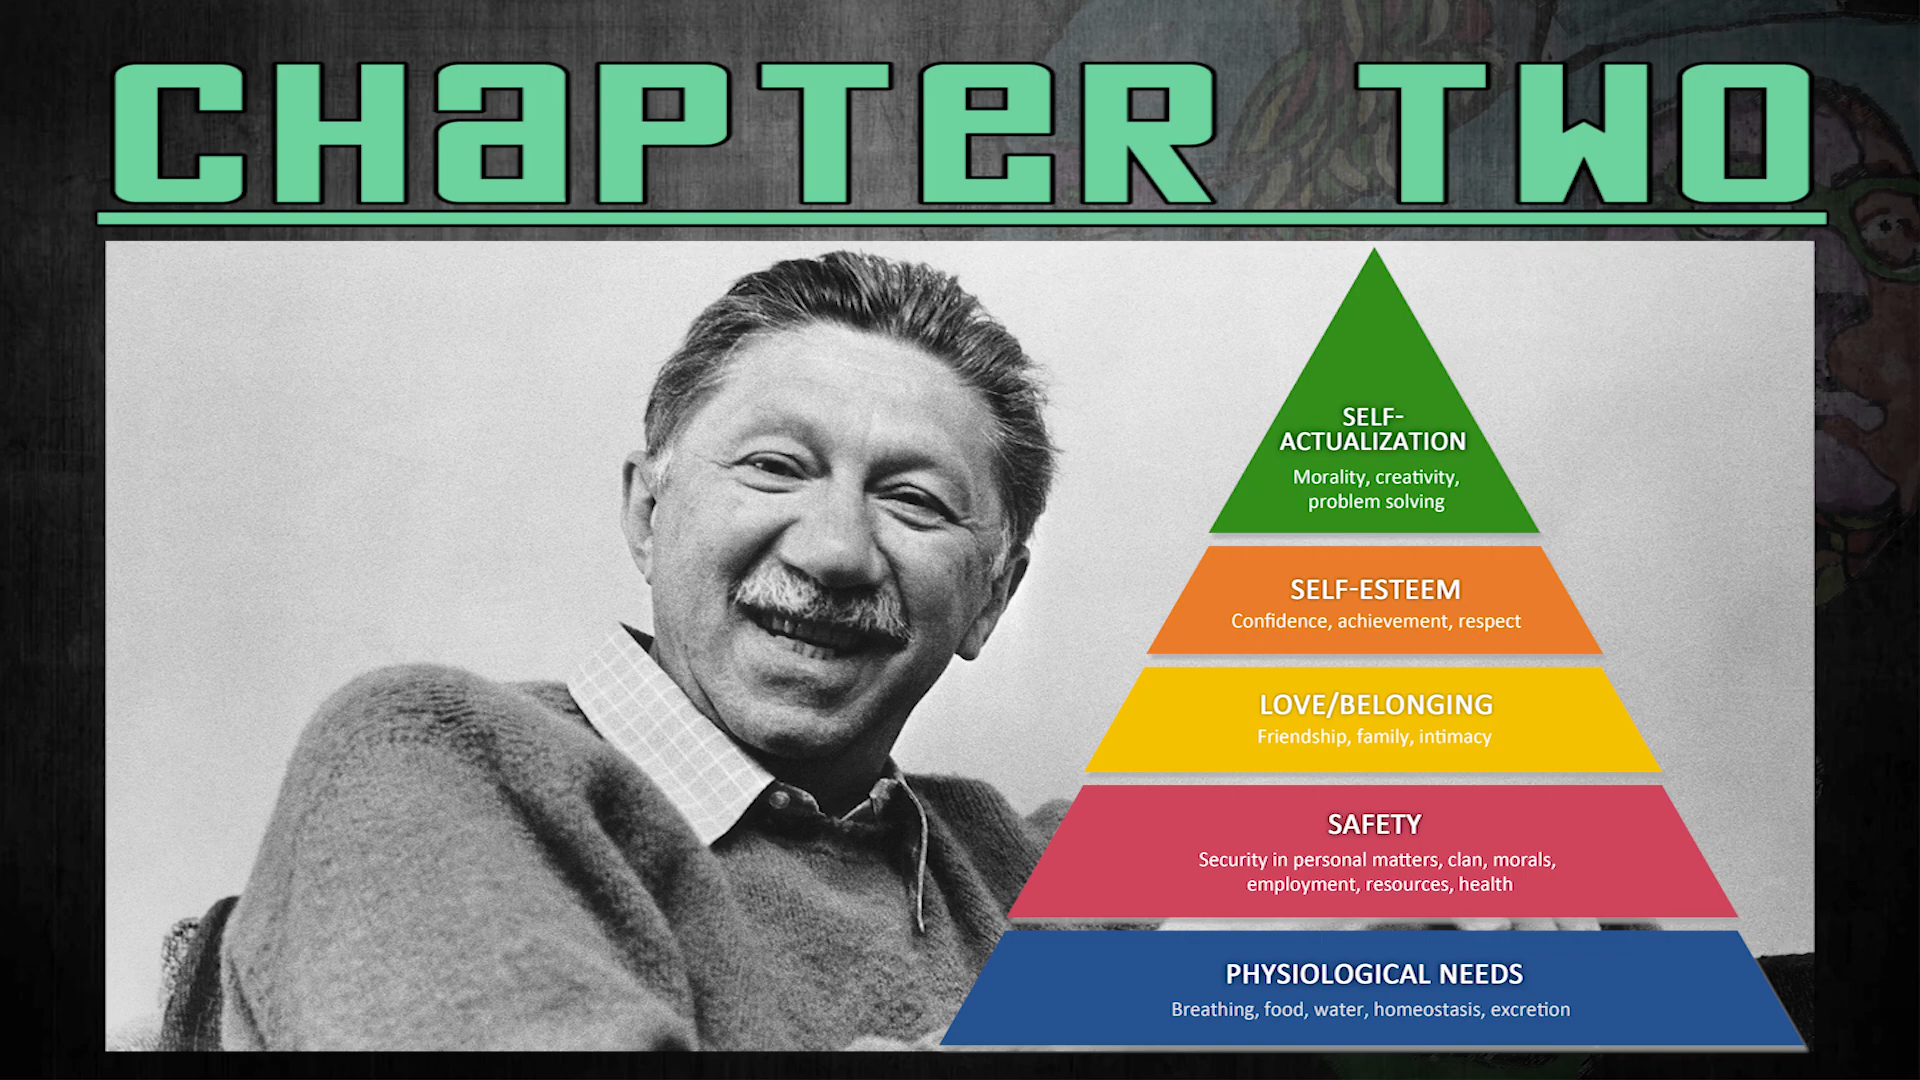 CHAPTER TWO
SELF-
ACTUALIZATION
Morality, creativity,
problem solving
SELF-ESTEEM
Confidence, achievement, respect
LOVE/BELONGING
Friendship, family, intimacy
SAFETY
Security in personal matters, clan, morals,
employment, resources, health
PHYSIOLOGICAL NEEDS
Breathing, food, water, homeostasis, excretion